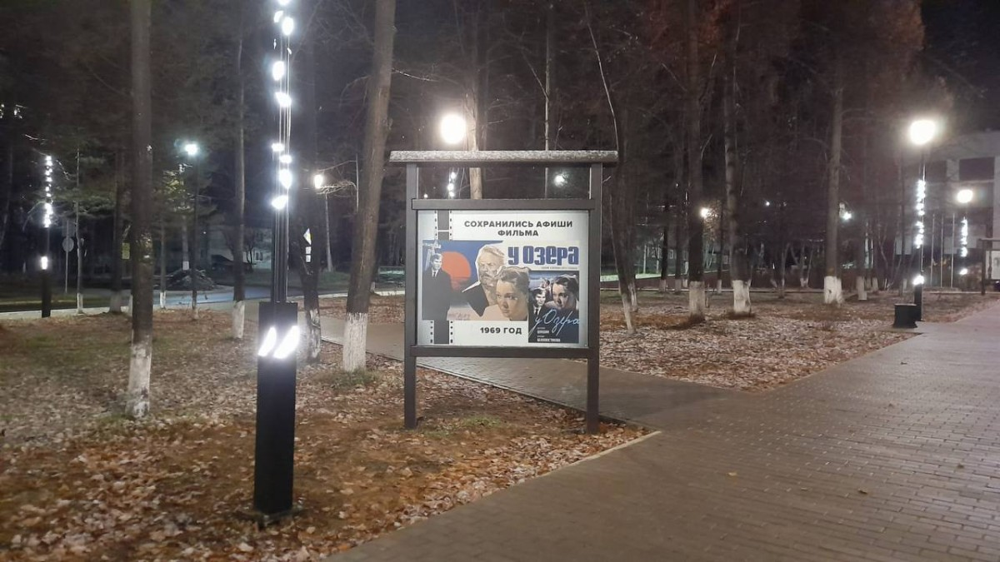 СОХРАНИЛИСЬ АФИШИ
ФИЛЬМА
У ОЗЕРА
у Озера
1969 ГОД